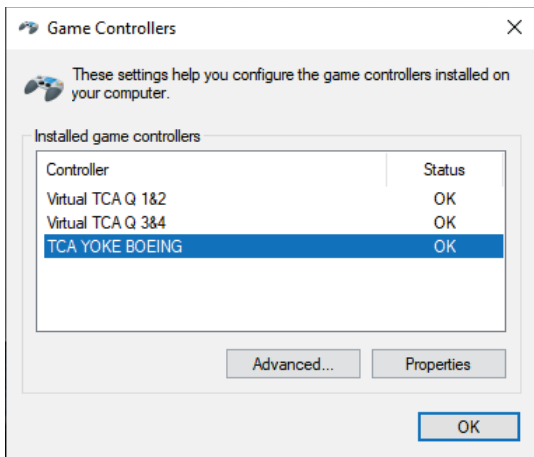 Game Controllers
These settings help you configure the game controllers installed on
your computer.
Installed game controllers
Controller Status
Virtual TCA Q 1&2 OK
Virtual TCA Q 3&4 OK
TCA YOKE BOEING OK
Advanced... Properties
OK